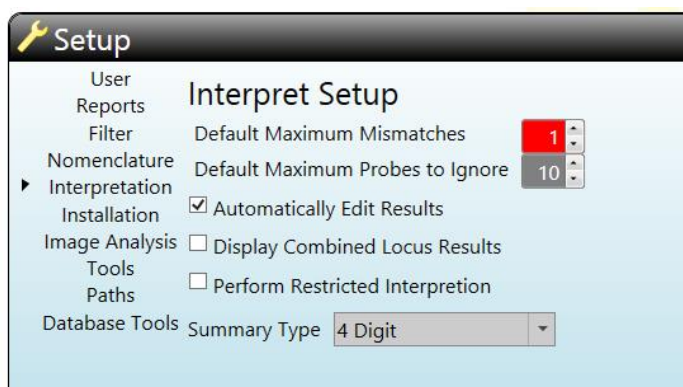 Setup
User
Reports
Filter
Nomenclature
Interpretation
Installation
Image Analysis
Tools
Paths
Database Tools
Interpret Setup
Default Maximum Mismatches 1
Default Maximum Probes to Ignore 10
Automatically Edit Results
Display Combined Locus Results
Perform Restricted Interpretion
Summary Type 4 Digit